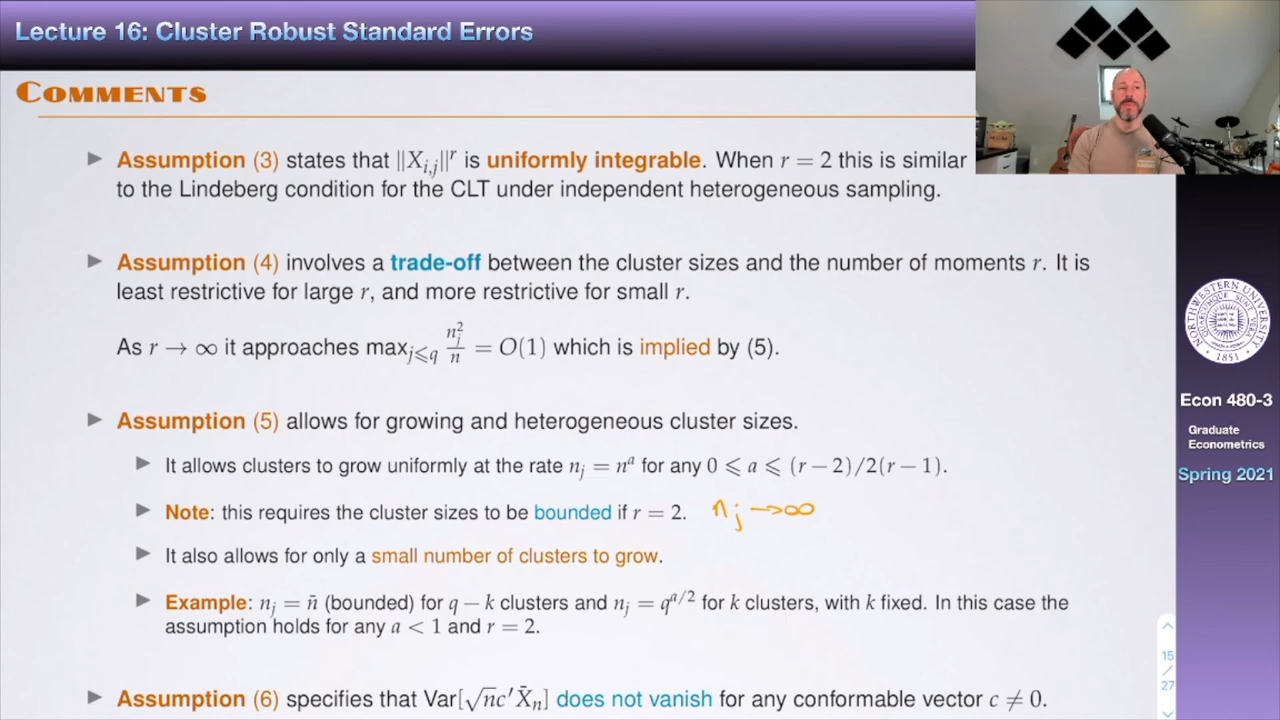 Lecture 16: Cluster Robust Standard Errors
COMMENTS
▶ Assumption (3) states that ||X_{i,j}||^r is uniformly integrable. When r = 2 this is similar
to the Lindeberg condition for the CLT under independent heterogeneous sampling.
▶ Assumption (4) involves a trade-off between the cluster sizes and the number of moments r. It is
least restrictive for large r, and more restrictive for small r.
As r → ∞ it approaches max_{j⩽q} n_j^2/n = O(1) which is implied by (5).
▶ Assumption (5) allows for growing and heterogeneous cluster sizes.
▶ It allows clusters to grow uniformly at the rate n_j = n^a for any 0 ⩽ a ⩽ (r − 2)/2(r − 1).
▶ Note: this requires the cluster sizes to be bounded if r = 2. n_j → ∞
▶ It also allows for only a small number of clusters to grow.
▶ Example: n_j = n̄ (bounded) for q − k clusters and n_j = q^{a/2} for k clusters, with k fixed. In this case the
assumption holds for any a < 1 and r = 2.
▶ Assumption (6) specifies that Var[√n c′X̄_n] does not vanish for any conformable vector c ≠ 0.
NORTHWESTERN UNIVERSITY
1851
Econ 480-3
Graduate
Econometrics
Spring 2021
15
/
27